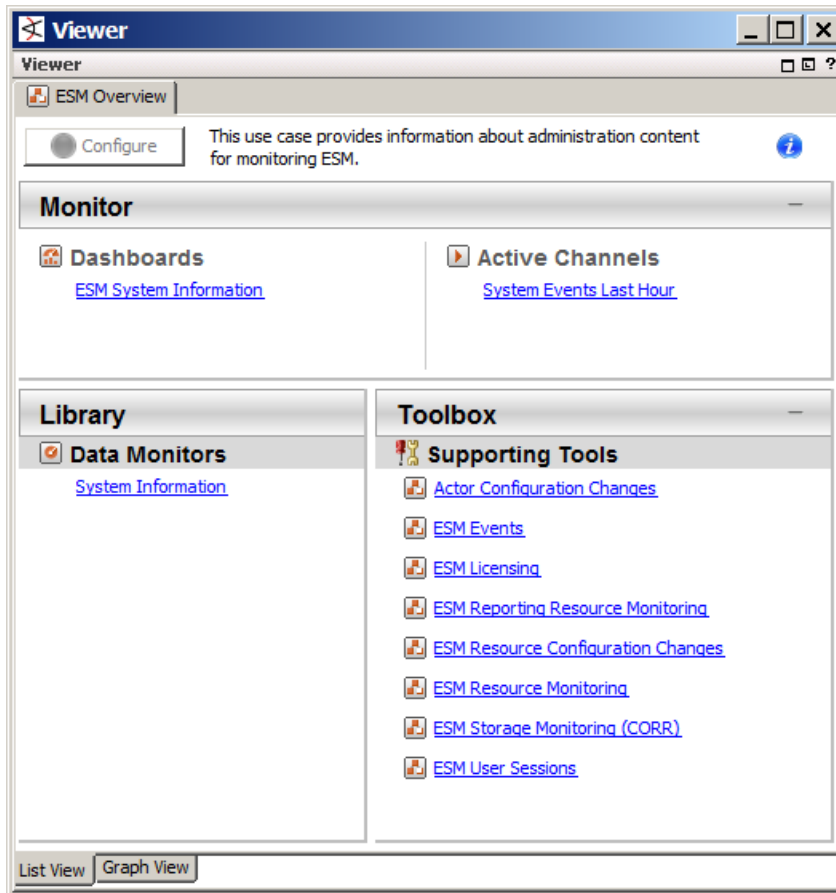 Viewer
Viewer
ESM Overview
Configure
This use case provides information about administration content
for monitoring ESM.
Monitor
Dashboards
ESM System Information
Active Channels
System Events Last Hour
Library
Data Monitors
System Information
Toolbox
Supporting Tools
Actor Configuration Changes
ESM Events
ESM Licensing
ESM Reporting Resource Monitoring
ESM Resource Configuration Changes
ESM Resource Monitoring
ESM Storage Monitoring (CORR)
ESM User Sessions
List View
Graph View